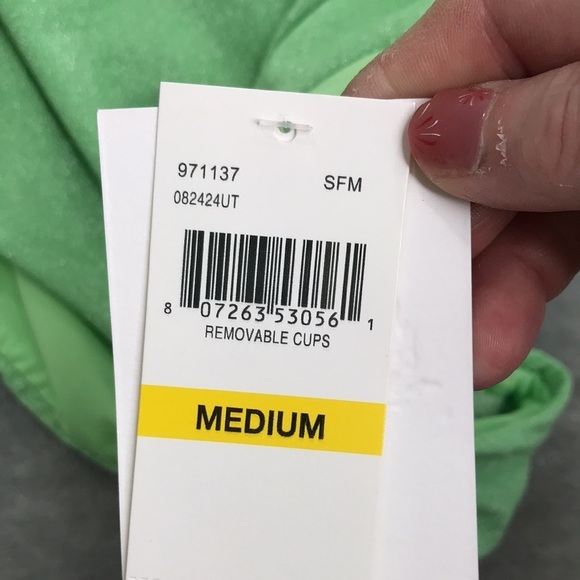 971137 SFM
082424UT
8 07263 53056 1
REMOVABLE CUPS
MEDIUM